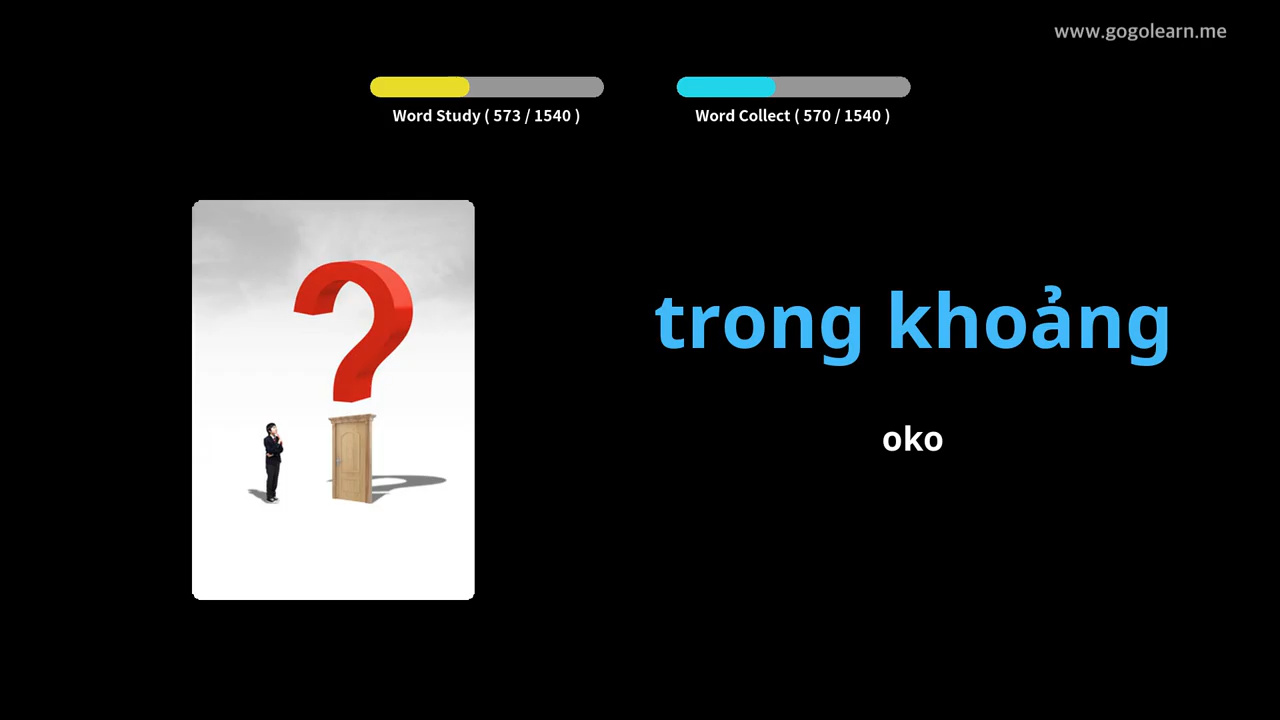 www.gogolearn.me
Word Study ( 573 / 1540 )
Word Collect ( 570 / 1540 )
trong khoảng
oko